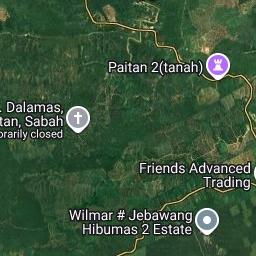 Paitan 2(tanah)
. Dalamas,
tan, Sabah
orarily closed
Friends Advanced
Trading
Wilmar # Jebawang
Hibumas 2 Estate